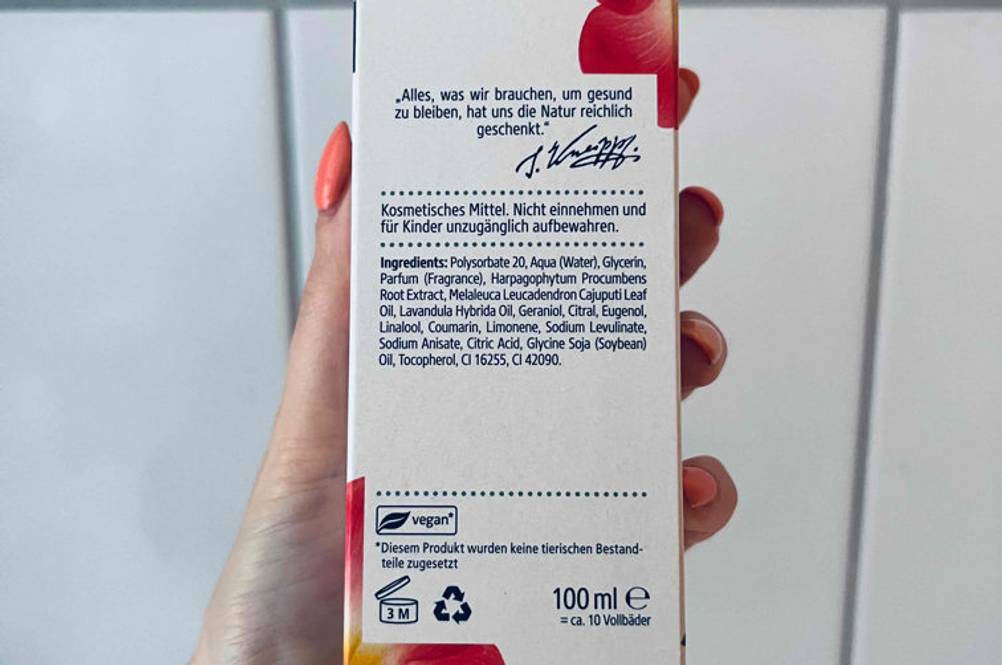 „Alles, was wir brauchen, um gesund
zu bleiben, hat uns die Natur reichlich
geschenkt.“
S. Kneipp.
Kosmetisches Mittel. Nicht einnehmen und
für Kinder unzugänglich aufbewahren.
Ingredients: Polysorbate 20, Aqua (Water), Glycerin,
Parfum (Fragrance), Harpagophytum Procumbens
Root Extract, Melaleuca Leucadendron Cajuputi Leaf
Oil, Lavandula Hybrida Oil, Geraniol, Citral, Eugenol,
Linalool, Coumarin, Limonene, Sodium Levulinate,
Sodium Anisate, Citric Acid, Glycine Soja (Soybean)
Oil, Tocopherol, CI 16255, CI 42090.
vegan*
*Diesem Produkt wurden keine tierischen Bestand-
teile zugesetzt
3 M
100 ml ℮
= ca. 10 Vollbäder